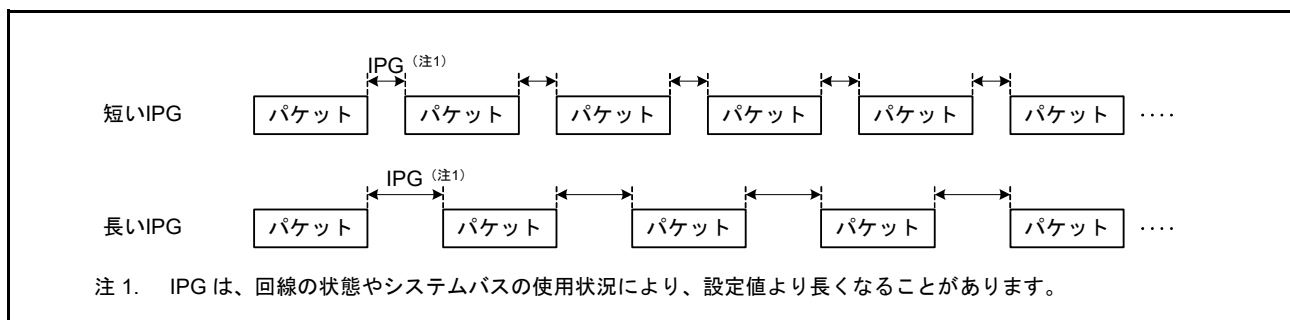 IPG（注1）
短いIPG パケット パケット パケット パケット パケット パケット ････
IPG（注1）
長いIPG パケット パケット パケット パケット パケット ････
注 1. IPG は、回線の状態やシステムバスの使用状況により、設定値より長くなることがあります。